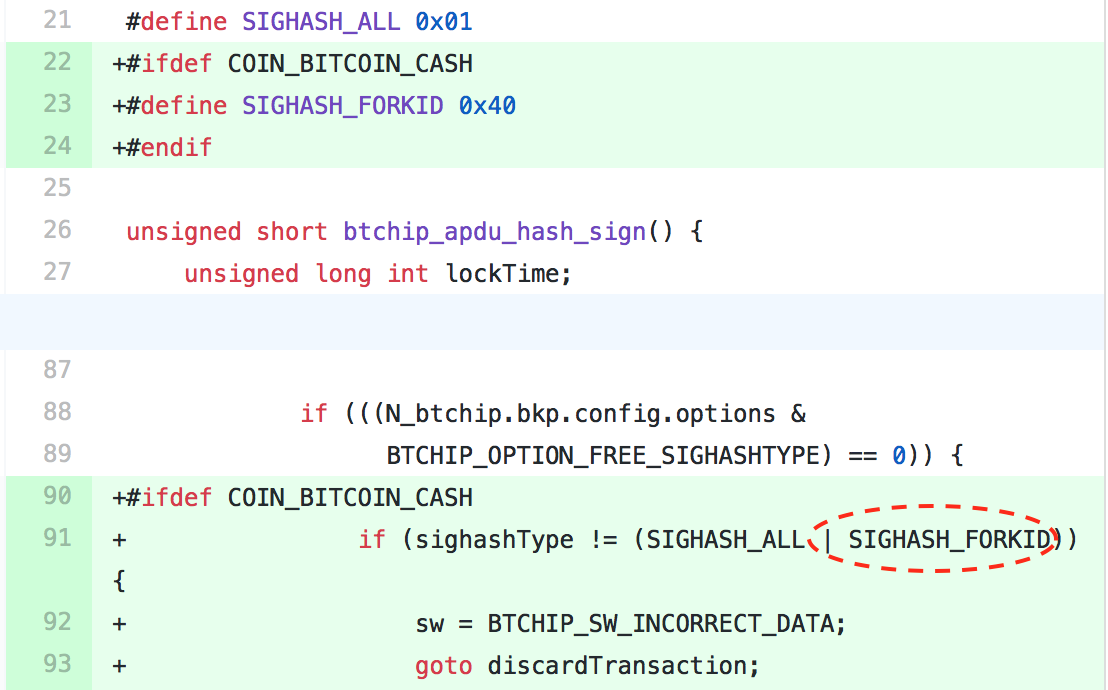 21 #define SIGHASH_ALL 0x01
22 +#ifdef COIN_BITCOIN_CASH
23 +#define SIGHASH_FORKID 0x40
24 +#endif
25
26 unsigned short btchip_apdu_hash_sign() {
27 unsigned long int lockTime;
87
88 if (((N_btchip.bkp.config.options &
89 BTCHIP_OPTION_FREE_SIGHASHTYPE) == 0)) {
90 +#ifdef COIN_BITCOIN_CASH
91 + if (sighashType != (SIGHASH_ALL | SIGHASH_FORKID))
{
92 + sw = BTCHIP_SW_INCORRECT_DATA;
93 + goto discardTransaction;